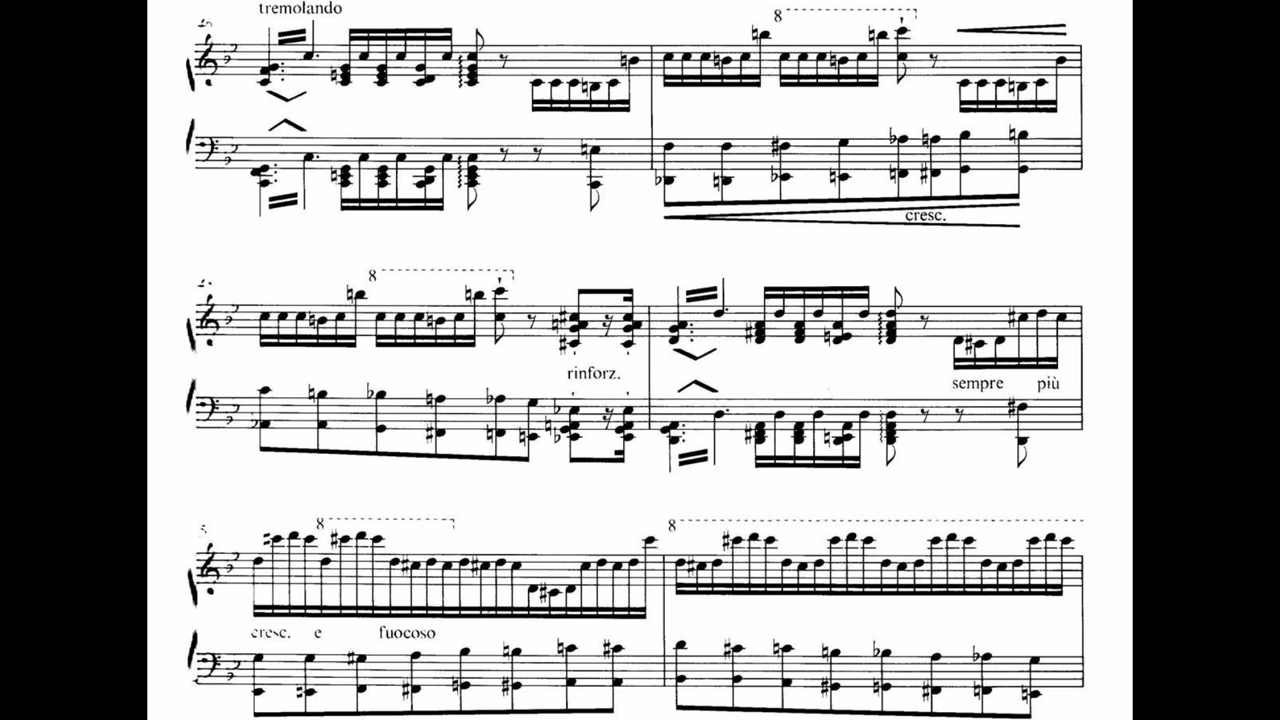 tremolando
8
cresc.
8
rinforz.
sempre più
8 8
cresc. e fuocoso